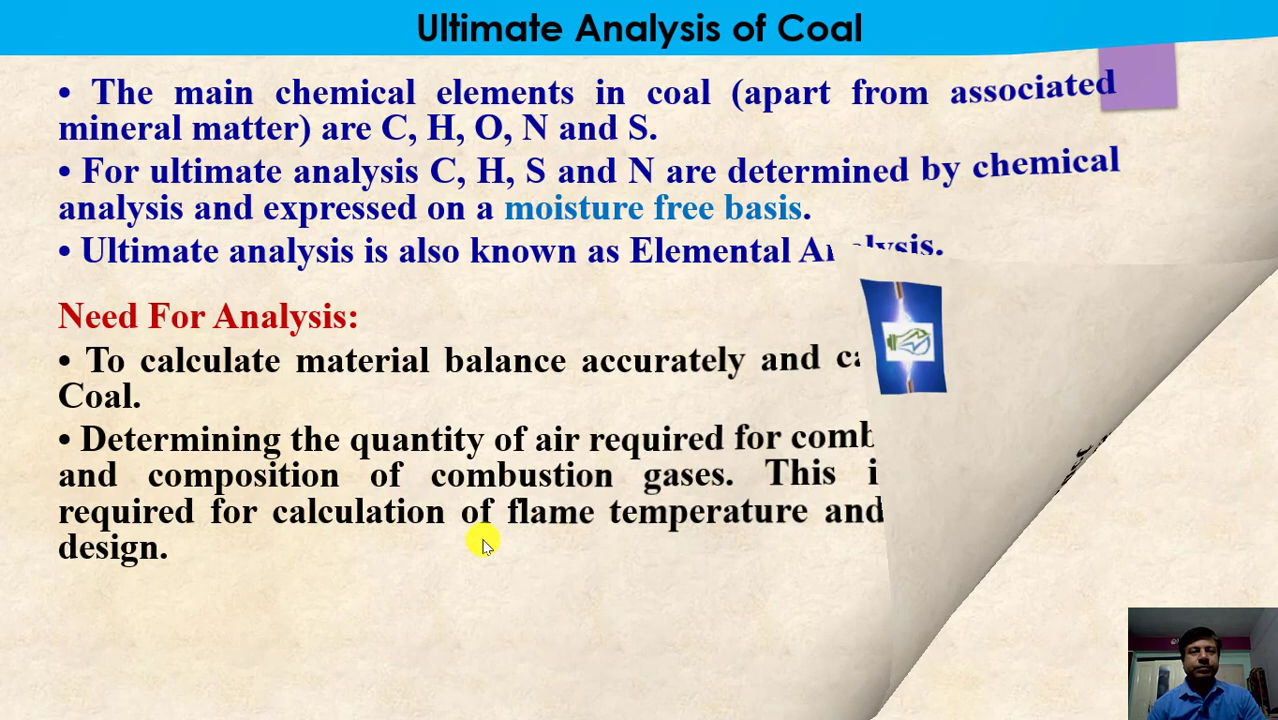 Ultimate Analysis of Coal
• The main chemical elements in coal (apart from associated
mineral matter) are C, H, O, N and S.
• For ultimate analysis C, H, S and N are determined by chemical
analysis and expressed on a moisture free basis.
• Ultimate analysis is also known as Elemental Analysis.
Need For Analysis:
• To calculate material balance accurately and
Coal.
• Determining the quantity of air required for
and composition of combustion gases. This
required for calculation of flame temperature and
design.